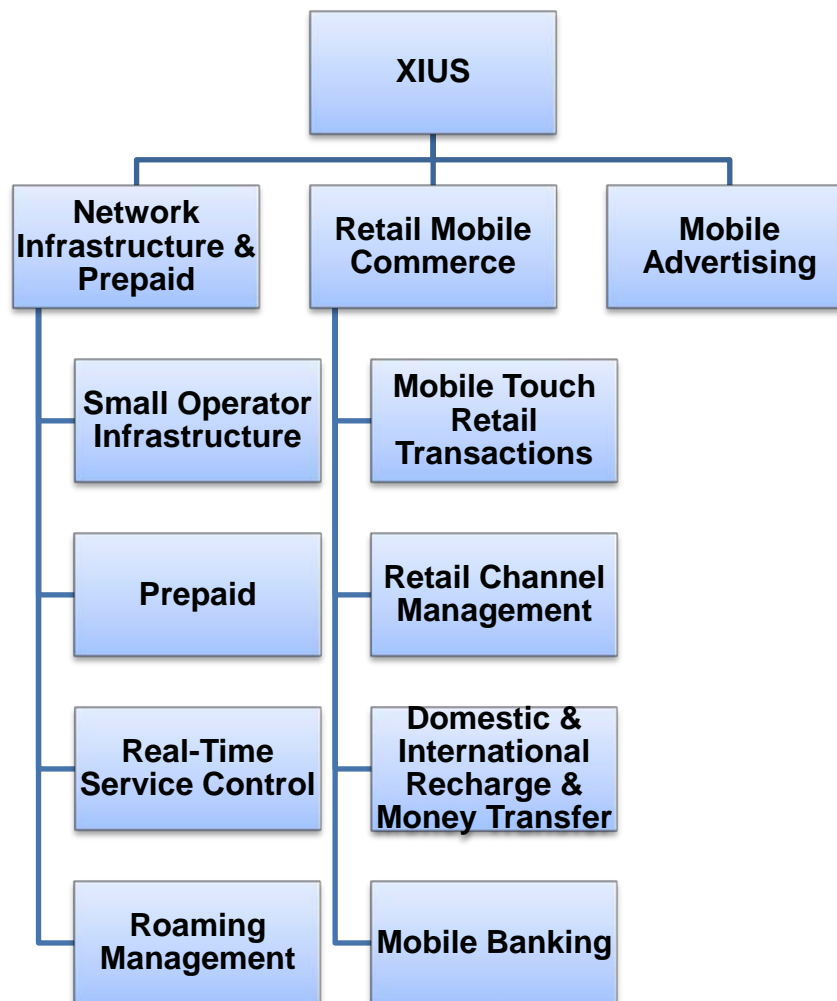 XIUS
Network
Infrastructure &
Prepaid
Retail Mobile
Commerce
Mobile
Advertising
Small Operator
Infrastructure
Prepaid
Real-Time
Service Control
Roaming
Management
Mobile Touch
Retail
Transactions
Retail Channel
Management
Domestic &
International
Recharge &
Money Transfer
Mobile Banking